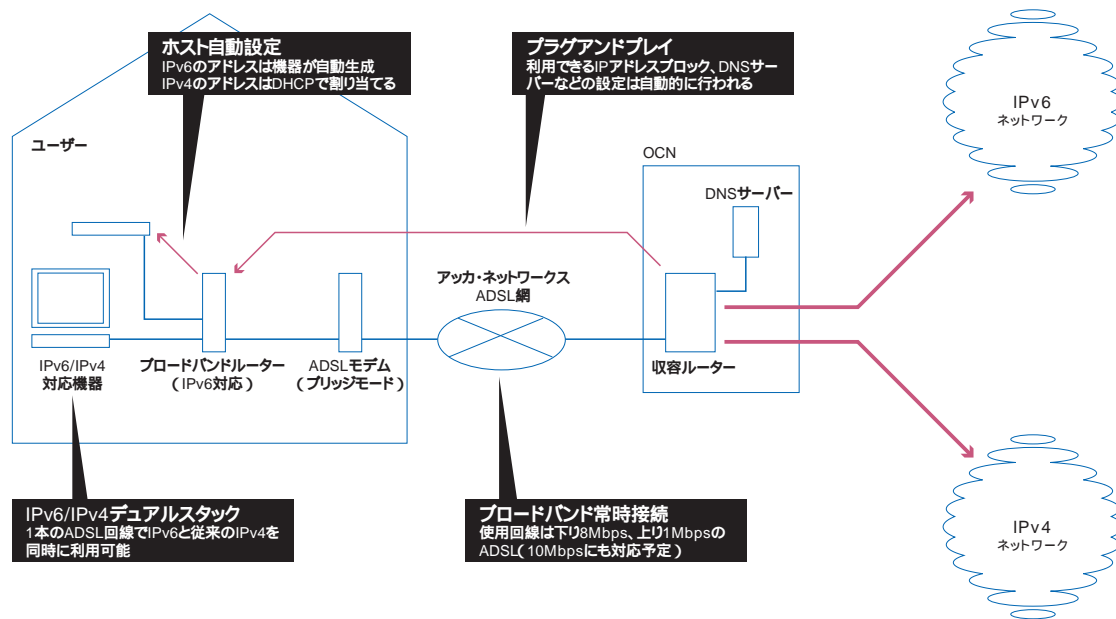 ホスト自動設定
IPv6のアドレスは機器が自動生成
IPv4のアドレスはDHCPで割り当てる
プラグアンドプレイ
利用できるIPアドレスブロック、DNSサー
バーなどの設定は自動的に行われる
IPv6
ネットワーク
ユーザー
OCN
DNSサーバー
アッカ・ネットワークス
ADSL網
IPv6/IPv4
対応機器
ブロードバンドルーター
(IPv6対応)
ADSLモデム
(ブリッジモード)
収容ルーター
IPv6/IPv4デュアルスタック
1本のADSL回線でIPv6と従来のIPv4を
同時に利用可能
ブロードバンド常時接続
使用回線は下り8Mbps、上り1Mbpsの
ADSL(10Mbpsにも対応予定)
IPv4
ネットワーク